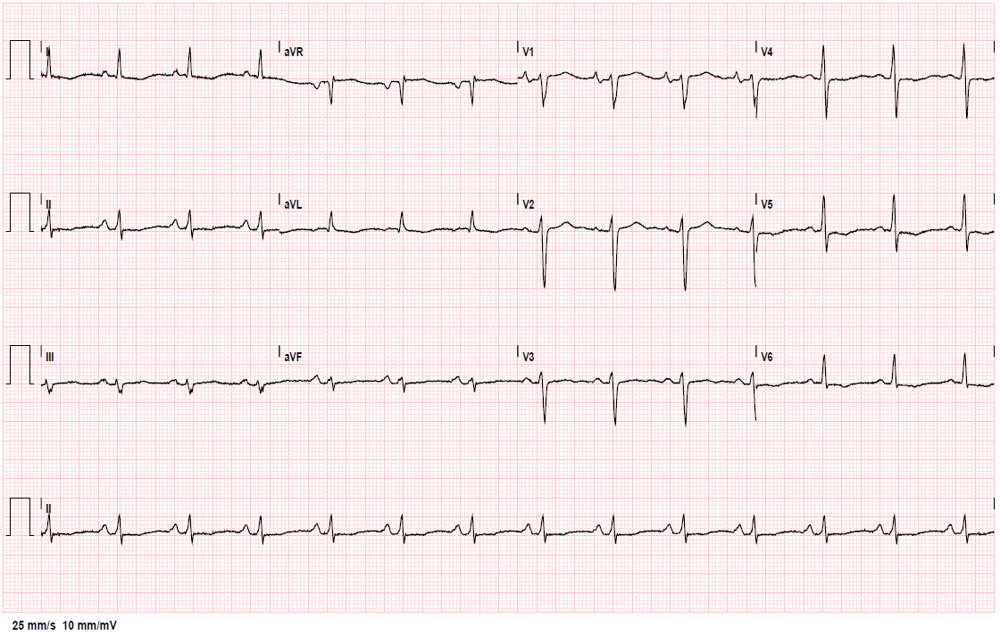 I aVR V1 V4
II aVL V2 V5
III aVF V3 V6
II
25 mm/s 10 mm/mV